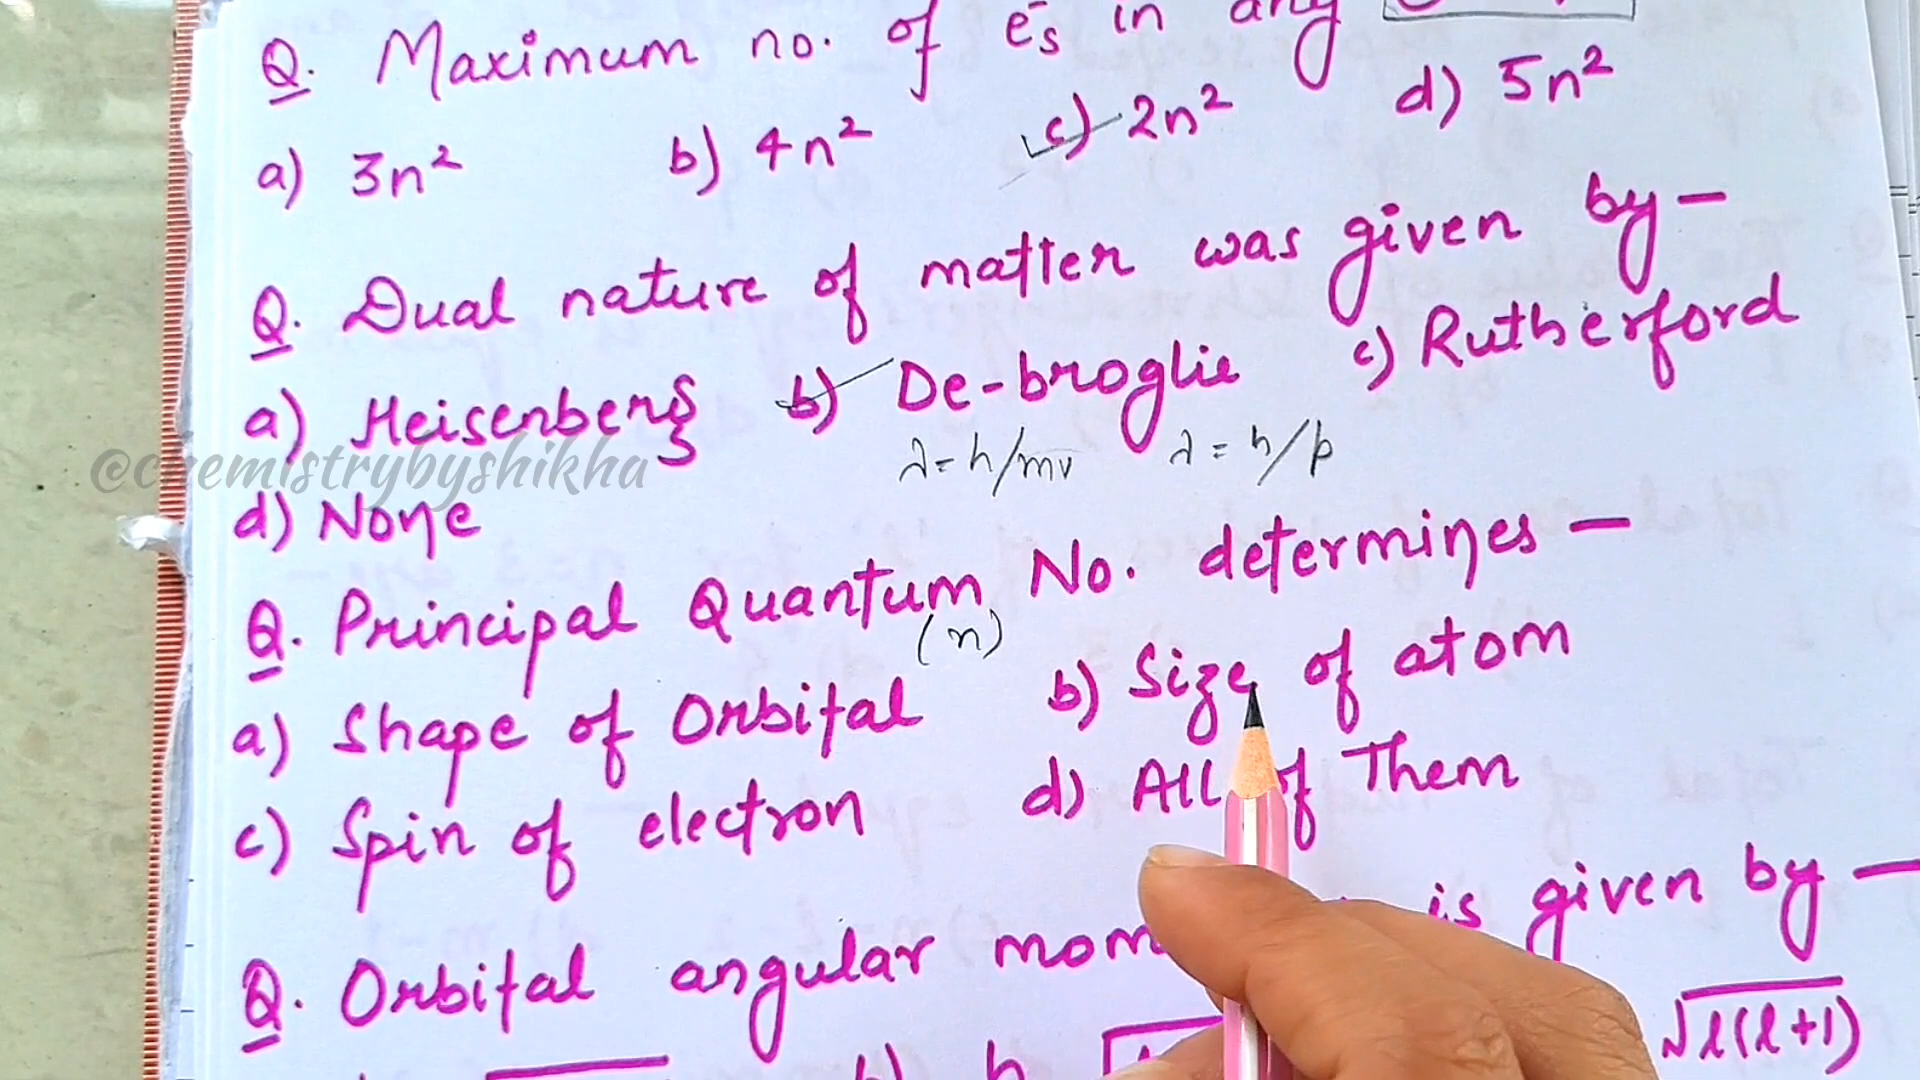 Q. Maximum no. of e⁻s in any
a) 3n² b) 4n² c) 2n² d) 5n²
Q. Dual nature of matter was given by-
a) Heisenberg b) De-broglie c) Rutherford
λ=h/mv λ=h/p
@chemistrybyshikha
d) None
Q. Principal Quantum No. determines -
(n)
a) Shape of Orbital b) Size of atom
c) Spin of electron d) All of Them
Q. Orbital angular is given by -
√l(l+1)